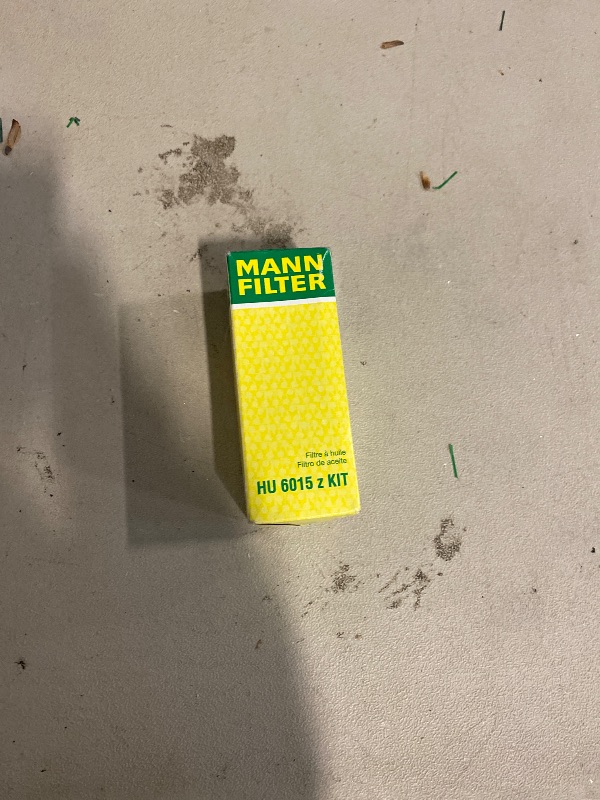 MANN
FILTER
Filtre à huile
Filtro de aceite
HU 6015 z KIT